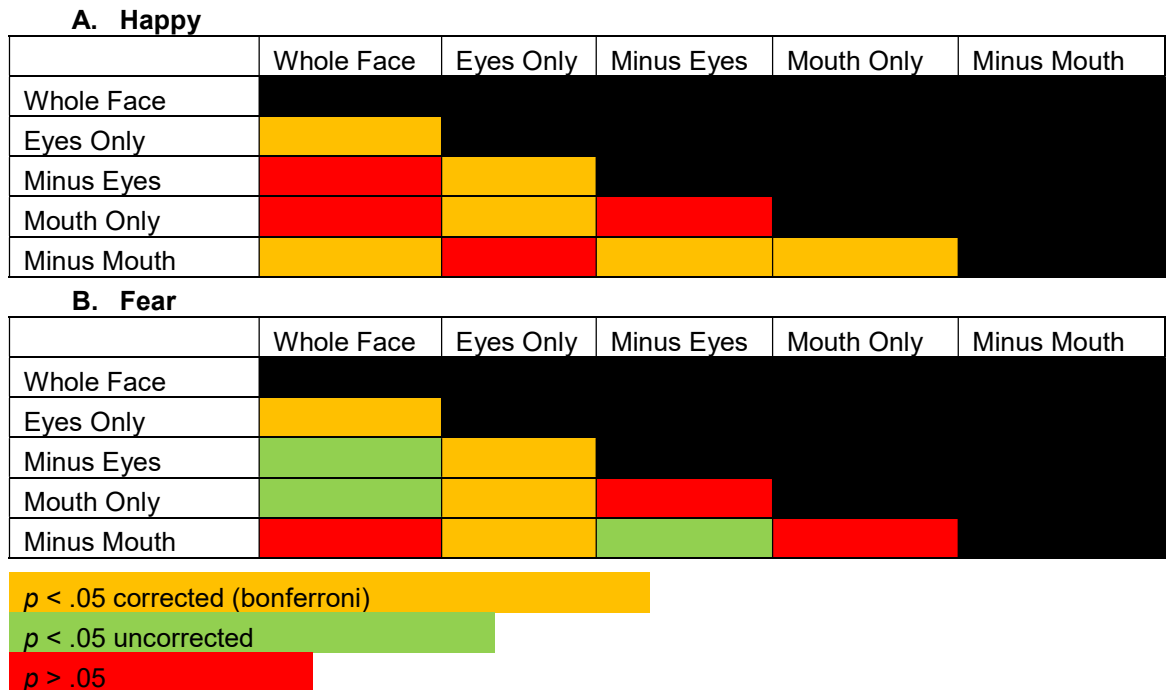 A. Happy
Whole Face Eyes Only Minus Eyes Mouth Only Minus Mouth
Whole Face
Eyes Only
Minus Eyes
Mouth Only
Minus Mouth
B. Fear
Whole Face Eyes Only Minus Eyes Mouth Only Minus Mouth
Whole Face
Eyes Only
Minus Eyes
Mouth Only
Minus Mouth
p < .05 corrected (bonferroni)
p < .05 uncorrected
p > .05